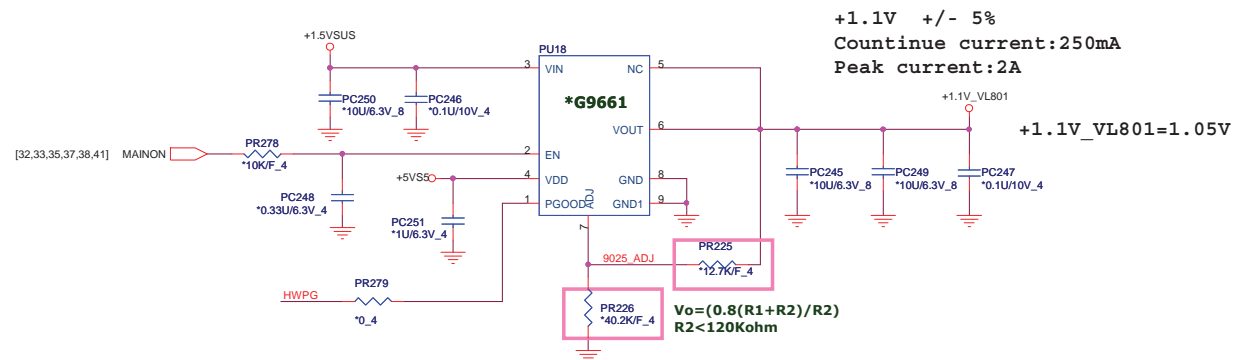 +1.1V +/- 5%
Countinue current:250mA
Peak current:2A
+1.5VSUS
PU18
3
VIN
NC
5
*G9661
PC250
*10U/6.3V_8
PC246
*0.1U/10V_4
+1.1V_VL801
VOUT
6
+1.1V_VL801=1.05V
[32,33,35,37,38,41]
MAINON
PR278
*10K/F_4
2
EN
PC245
*10U/6.3V_8
PC249
*10U/6.3V_8
PC247
*0.1U/10V_4
+5VS5
4
VDD
GND
8
PC248
*0.33U/6.3V_4
1
PGOOD
ADJ
GND1
9
PC251
*1U/6.3V_4
7
PR225
*12.7K/F_4
9025_ADJ
HWPG
PR279
*0_4
PR226
*40.2K/F_4
Vo=(0.8(R1+R2)/R2)
R2<120Kohm